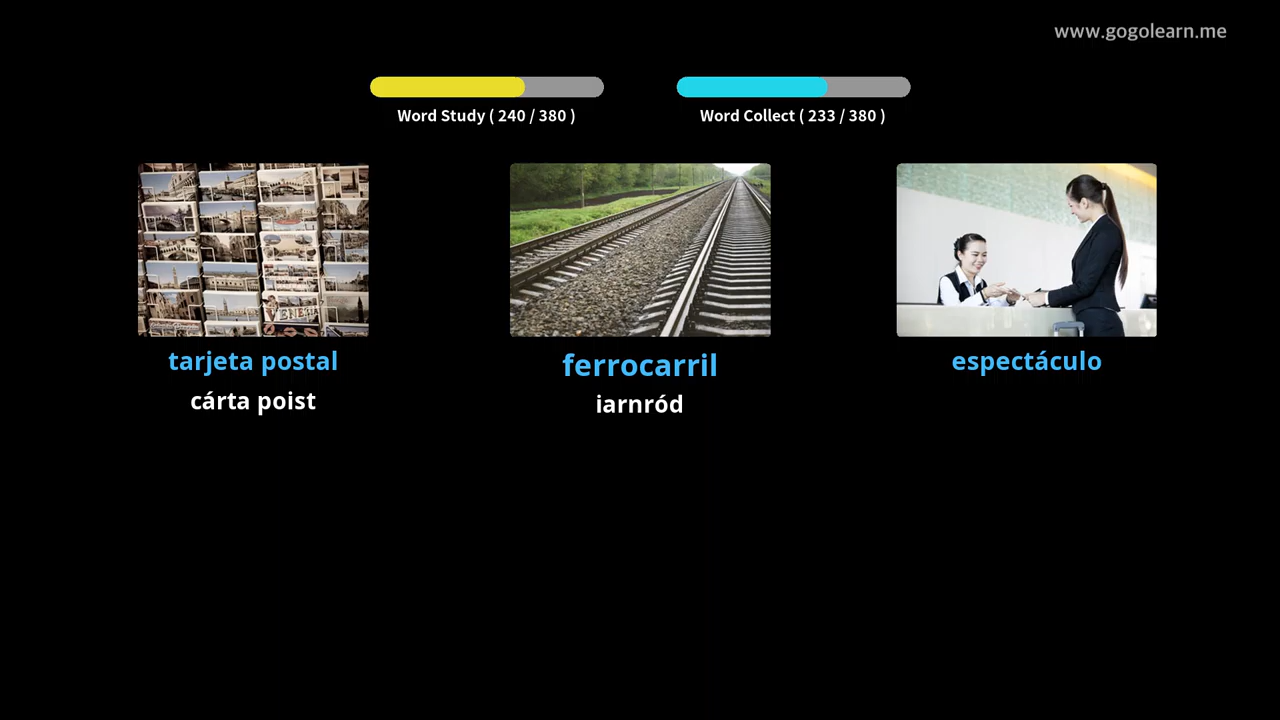 www.gogolearn.me
Word Study ( 240 / 380 )
Word Collect ( 233 / 380 )
tarjeta postal
cárta poist
ferrocarril
iarnród
espectáculo